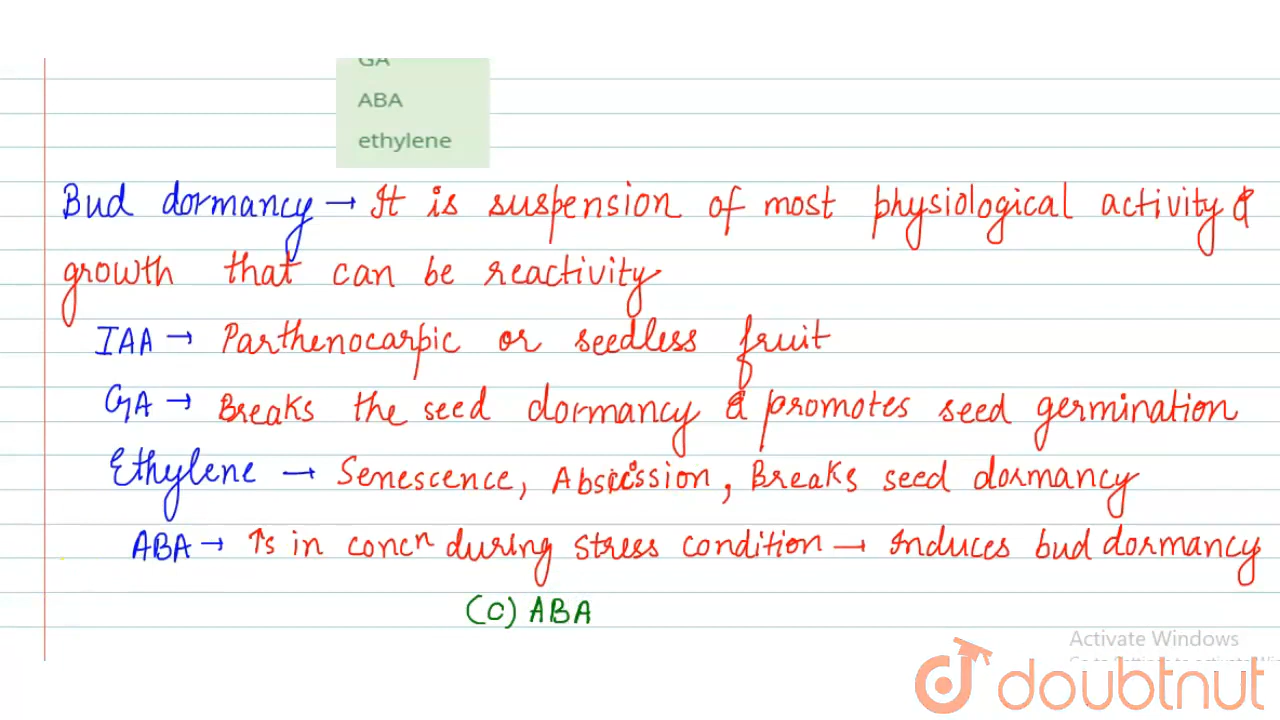 GA
ABA
ethylene
Bud dormancy → It is suspension of most physiological activity &
growth that can be reactivity
IAA → Parthenocarpic or seedless fruit
GA → Breaks the seed dormancy & promotes seed germination
Ethylene → Senescence, Abscission, Breaks seed dormancy
ABA → ↑s in concn during stress condition → Induces bud dormancy
(C) ABA
Activate Windows
doubtnut